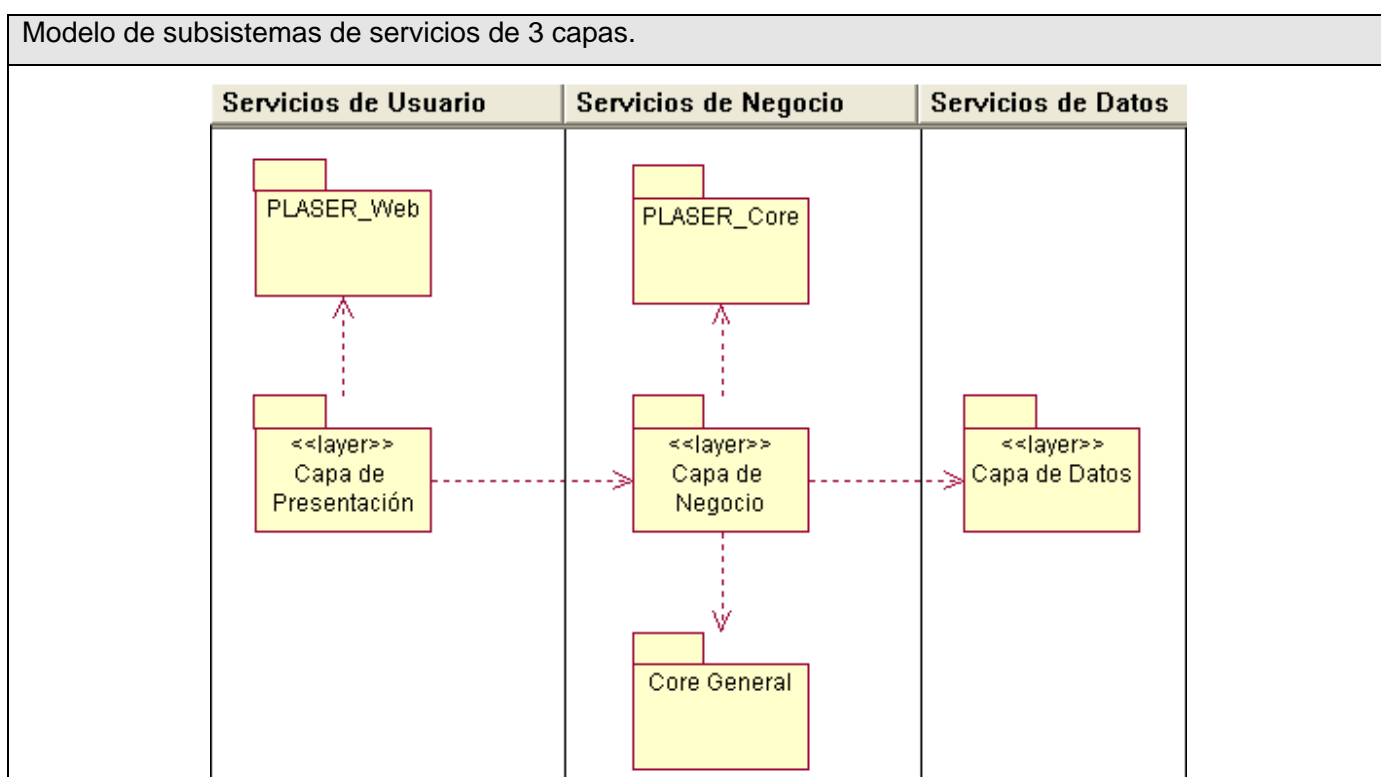 Modelo de subsistemas de servicios de 3 capas.
Servicios de Usuario
Servicios de Negocio
Servicios de Datos
PLASER_Web
PLASER_Core
<<layer>>
Capa de
Presentación
<<layer>>
Capa de
Negocio
<<layer>>
Capa de Datos
Core General